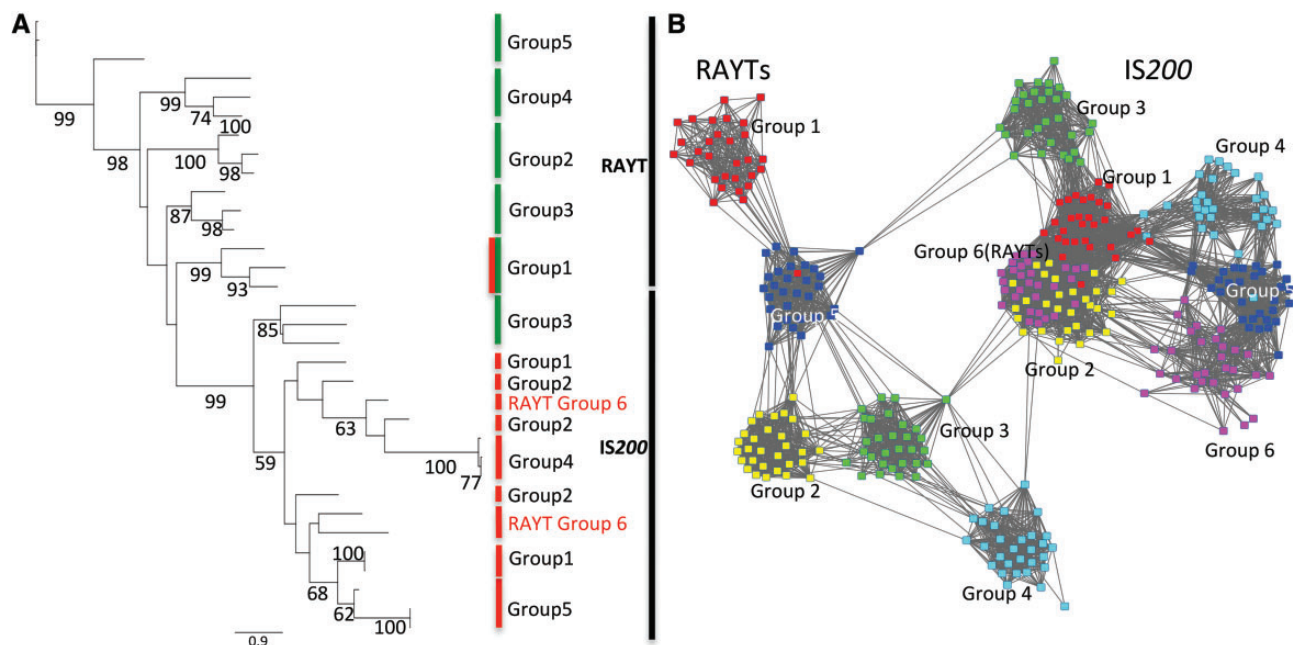 A
Group5
Group4
Group2
Group3
Group1
Group3
Group1
Group2
RAYT Group 6
Group2
Group4
Group2
RAYT Group 6
Group1
Group5
RAYT
IS200
99
98
99
74
100
100
98
87
98
99
93
99
85
63
100
77
59
100
68
62
100
0.9
B
RAYTs
IS200
Group 1
Group 3
Group 4
Group 1
Group 6(RAYTs)
Group 5
Group 5
Group 2
Group 3
Group 6
Group 2
Group 4